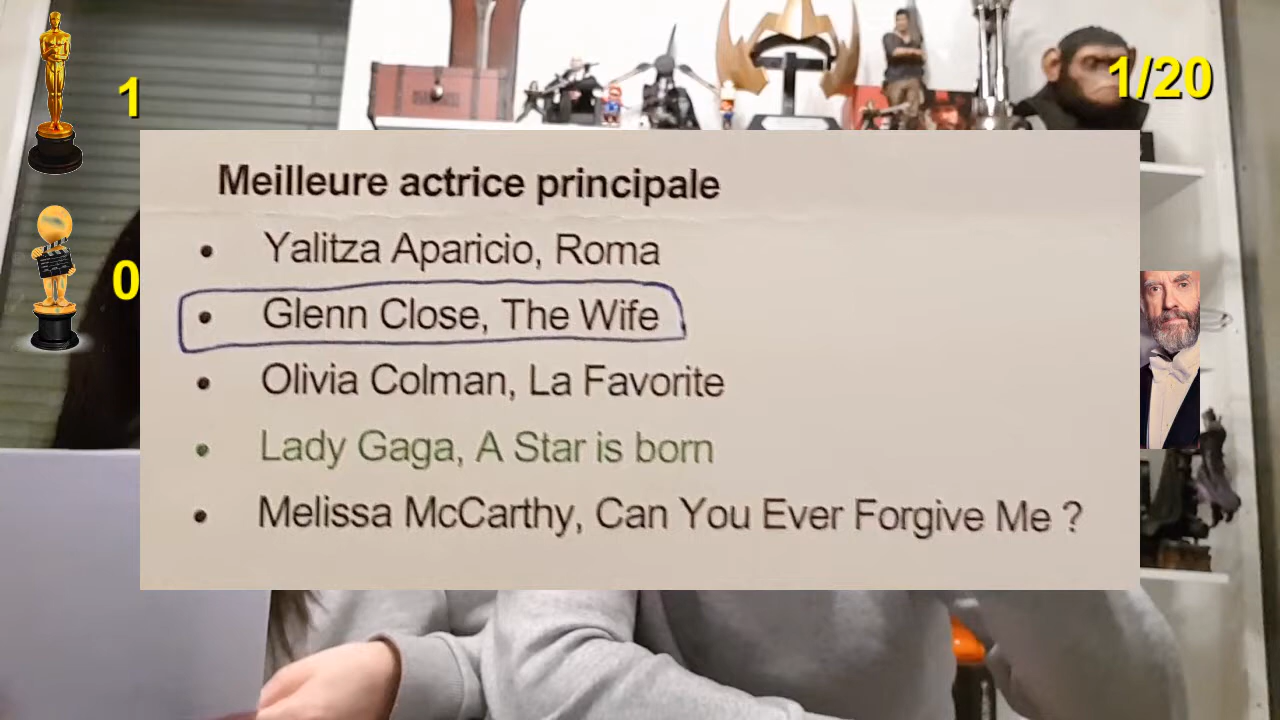 1
1/20
0
Meilleure actrice principale
• Yalitza Aparicio, Roma
• Glenn Close, The Wife
• Olivia Colman, La Favorite
• Lady Gaga, A Star is born
• Melissa McCarthy, Can You Ever Forgive Me ?